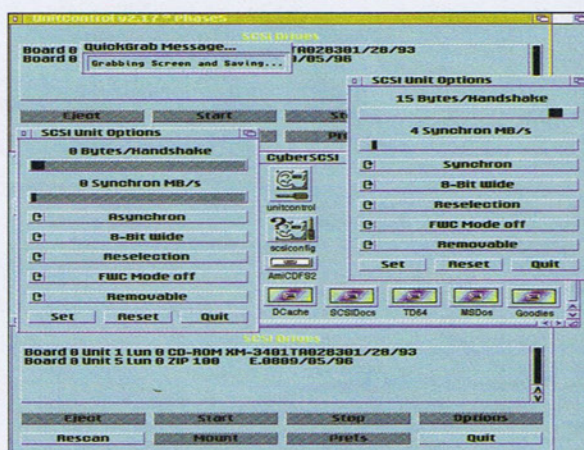 UnitControl v2.17 * Phase5
SCSI Drives
Board 0
Board 0
TA028301/28/93
9/05/96
QuickGrab Message...
Grabbing Screen and Saving...
Eject
Start
SCSI Unit Options
0 Bytes/Handshake
0 Synchron MB/s
Asynchron
8-Bit Wide
Reselection
FWC Mode off
Removable
Set Reset Quit
CyberSCSI
unitcontrol
scsiconfig
AmiCDFS2
DCache SCSIDocs TD64 MSDos Goodies
SCSI Unit Options
15 Bytes/Handshake
4 Synchron MB/s
Synchron
8-Bit Wide
Reselection
FWC Mode off
Removable
Set Reset Quit
SCSI Drives
Board 0 Unit 1 Lun 0 CD-ROM XM-3401TA028301/28/93
Board 0 Unit 5 Lun 0 ZIP 100 E.0809/05/96
Eject Start Stop Options
Rescan Mount Prefs Quit